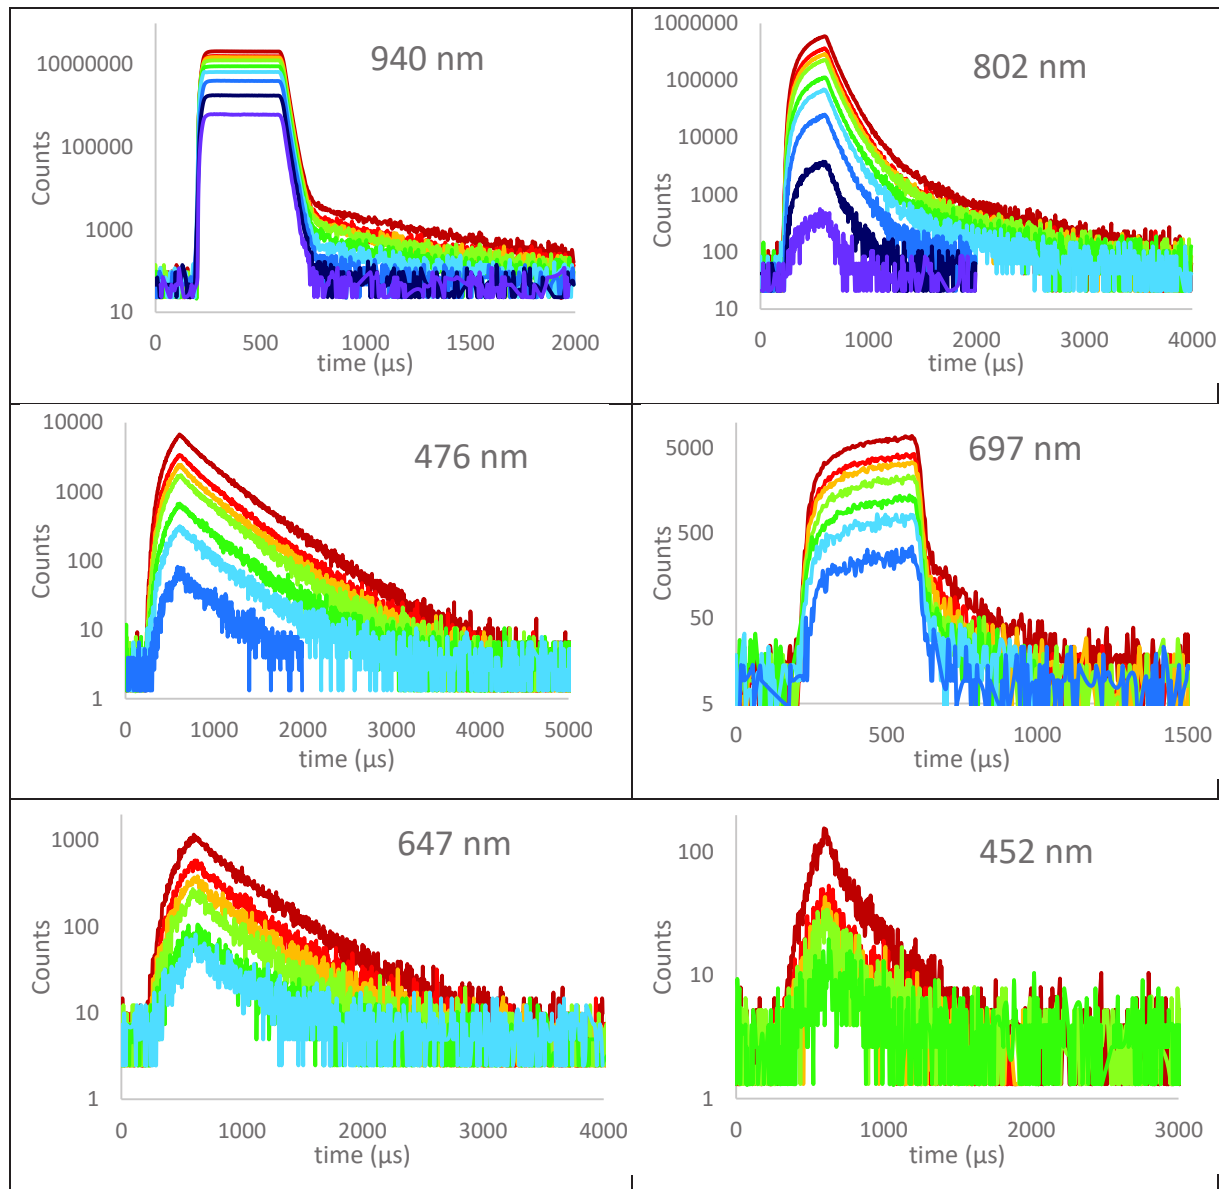 940 nm
10000000
100000
1000
10
Counts
0 500 1000 1500 2000
time (µs)
802 nm
1000000
100000
10000
1000
100
10
Counts
0 1000 2000 3000 4000
time (µs)
476 nm
10000
1000
100
10
1
Counts
0 1000 2000 3000 4000 5000
time (µs)
697 nm
5000
500
50
5
Counts
0 500 1000 1500
time (µs)
647 nm
1000
100
10
1
Counts
0 1000 2000 3000 4000
time (µs)
452 nm
100
10
1
Counts
0 1000 2000 3000
time (µs)